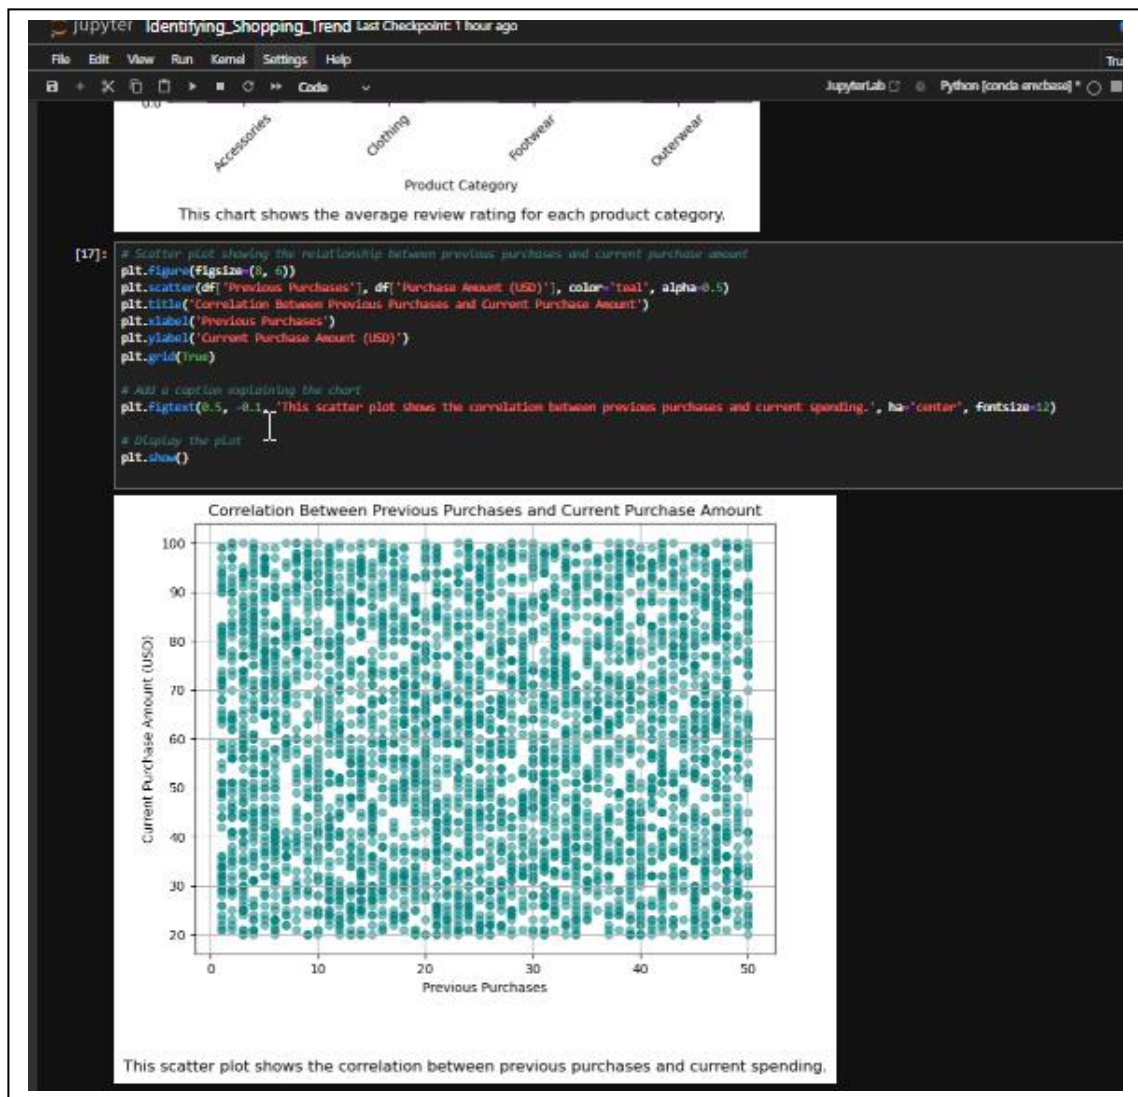 Jupyter Identifying_Shopping_Trend Last Checkpoint: 1 hour ago
File Edit View Run Kernel Settings Help
Code JupyterLab Python [conda env:base] *
0.0
Accessories Clothing Footwear Outerwear
Product Category
This chart shows the average review rating for each product category.
[17]: # Scatter plot showing the relationship between previous purchases and current purchase amount
plt.figure(figsize=(8, 6))
plt.scatter(df['Previous Purchases'], df['Purchase Amount (USD)'], color='teal', alpha=0.5)
plt.title('Correlation Between Previous Purchases and Current Purchase Amount')
plt.xlabel('Previous Purchases')
plt.ylabel('Current Purchase Amount (USD)')
plt.grid(True)
# Add a caption explaining the chart
plt.figtext(0.5, -0.1, 'This scatter plot shows the correlation between previous purchases and current spending.', ha='center', fontsize=12)
# Display the plot
plt.show()
Correlation Between Previous Purchases and Current Purchase Amount
Current Purchase Amount (USD)
100
90
80
70
60
50
40
30
20
0 10 20 30 40 50
Previous Purchases
This scatter plot shows the correlation between previous purchases and current spending.